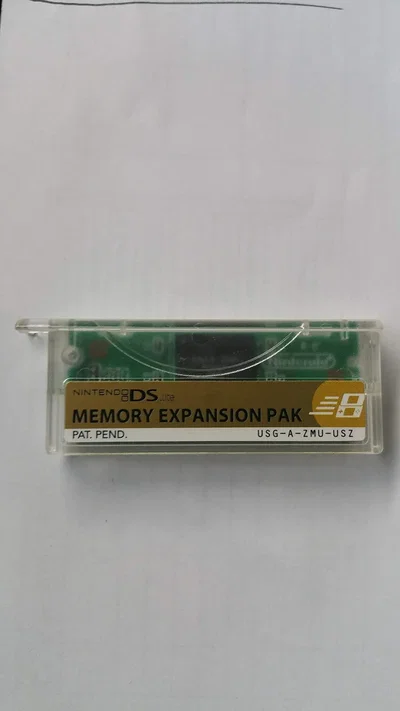 NINTENDO DS Lite
MEMORY EXPANSION PAK
PAT. PEND.
USG-A-ZMU-USZ